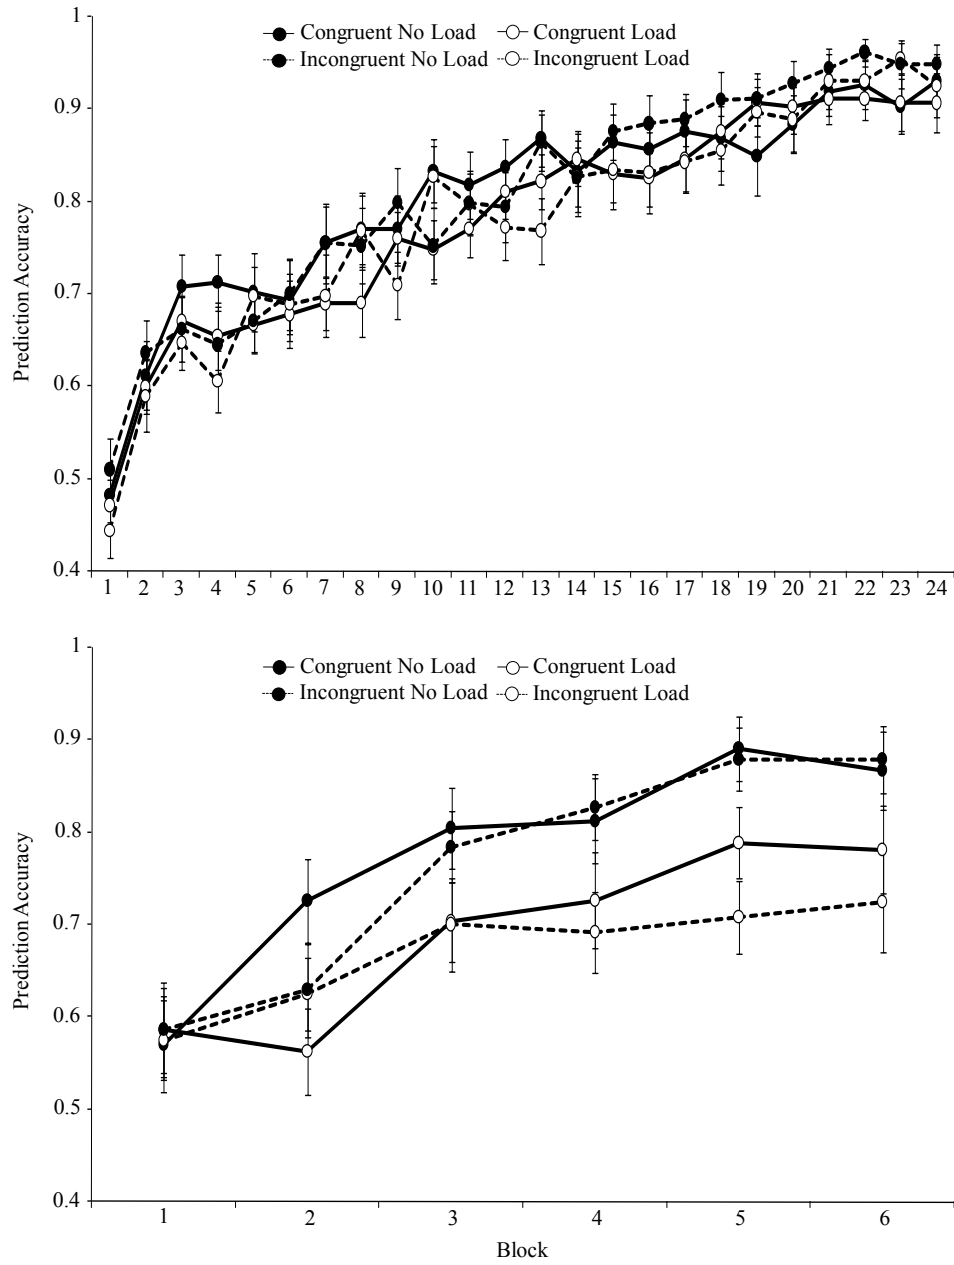 1
Congruent No Load Congruent Load
Incongruent No Load Incongruent Load
0.9
0.8
Prediction Accuracy
0.7
0.6
0.5
0.4
1 2 3 4 5 6 7 8 9 10 11 12 13 14 15 16 17 18 19 20 21 22 23 24
1
Congruent No Load Congruent Load
Incongruent No Load Incongruent Load
0.9
0.8
Prediction Accuracy
0.7
0.6
0.5
0.4
1 2 3 4 5 6
Block